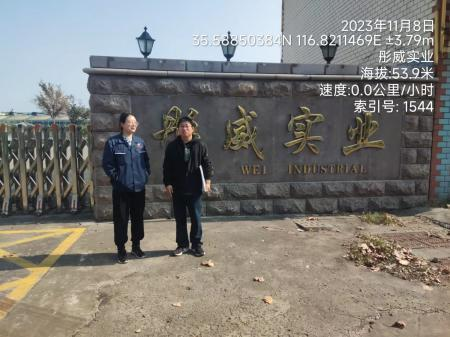 2023年11月8日
35.58850384N 116.8211469E ±3.79m
彤威实业
海拔:53.9米
速度:0.0公里/小时
索引号: 1544
彤威实业
WEI INDUSTRIAL